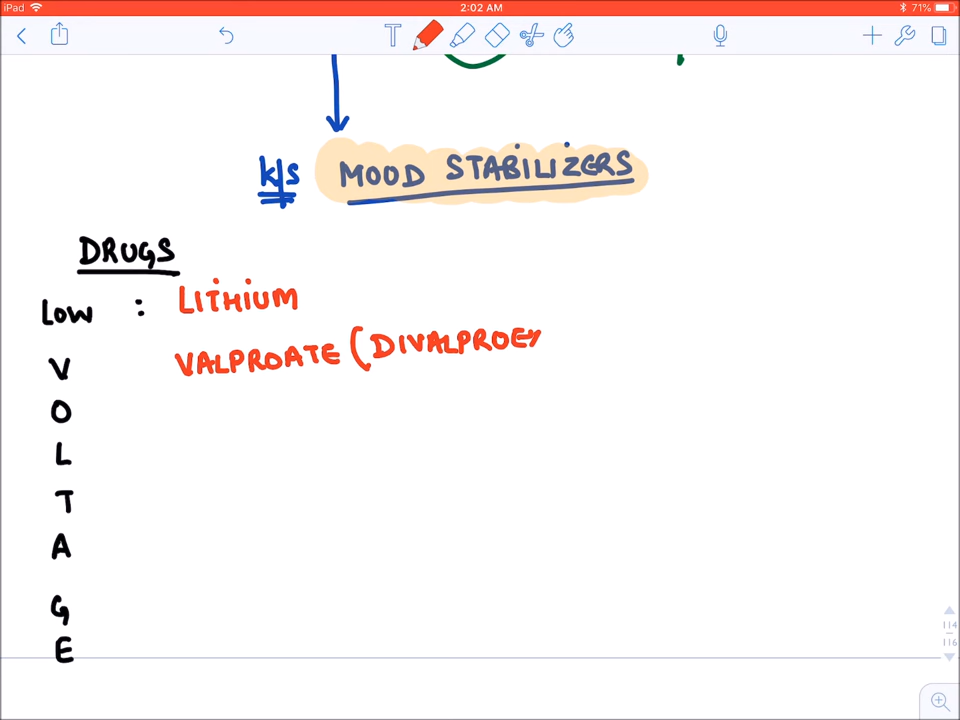 iPad 2:02 AM 71%
T
k/s MOOD STABILIZERS
DRUGS
LOW : LITHIUM
V VALPROATE (DIVALPROEX
O
L
T
A
G
E
114
116